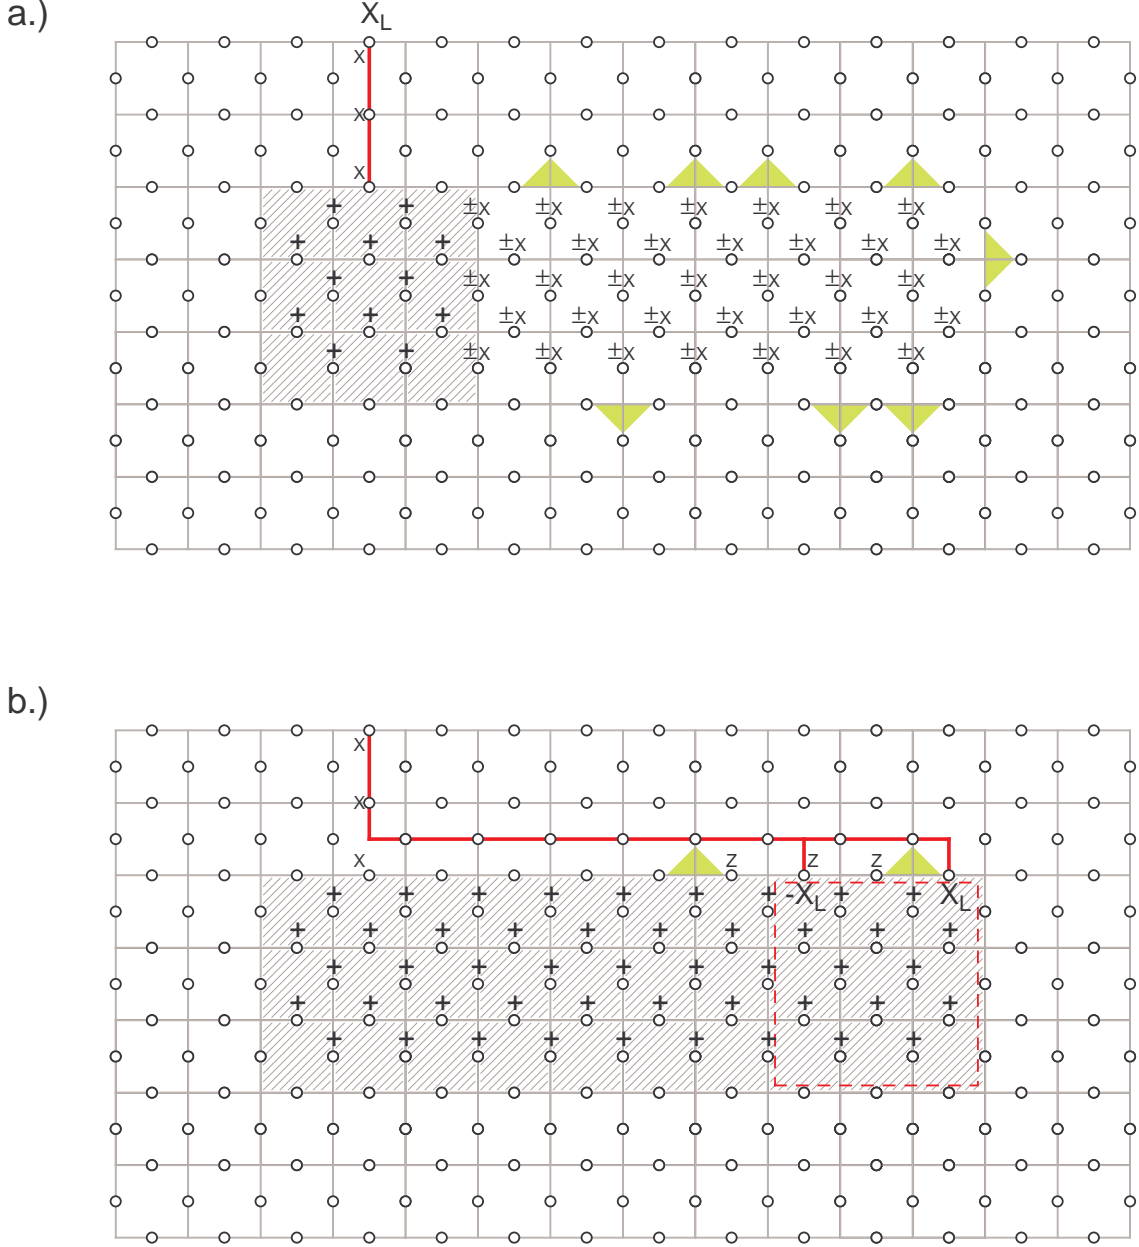 a.)
X_L
X
X
X
+ + ±X ±X ±X ±X ±X ±X ±X
+ + + ±X ±X ±X ±X ±X ±X ±X
+ + ±X ±X ±X ±X ±X ±X ±X
+ + + ±X ±X ±X ±X ±X ±X ±X
+ + ±X ±X ±X ±X ±X ±X ±X
b.)
X
X
X Z Z Z
+ + + + + + + -X_L + + X_L
+ + + + + + + + + +
+ + + + + + + + +
+ + + + + + + + + +
+ + + + + + + + +